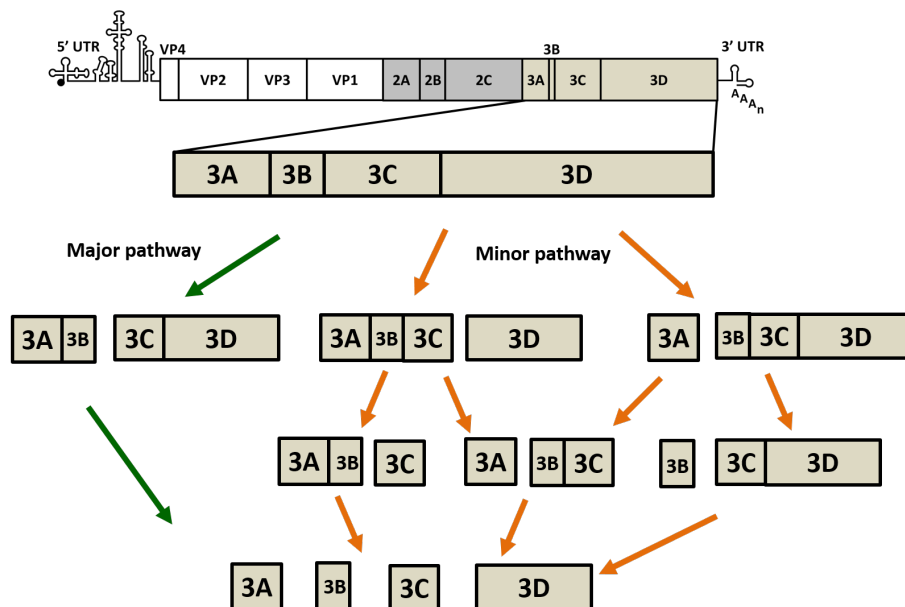 5' UTR
VP4
3B
3' UTR
VP2 VP3 VP1 2A 2B 2C 3A 3C 3D
AAAn
3A 3B 3C 3D
Major pathway
Minor pathway
3A 3B 3C 3D
3A 3B 3C 3D
3A 3B 3C 3D
3A 3B 3C
3A 3B 3C
3B 3C 3D
3A 3B 3C 3D